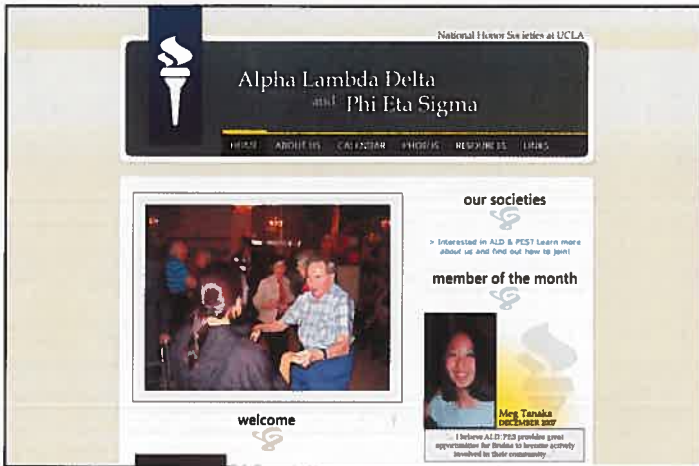 National Honor Societies at UCLA
Alpha Lambda Delta
and Phi Eta Sigma
HOME ABOUT US CALENDAR PHOTOS RESOURCES LINKS
our societies
> Interested in ALD & PES? Learn more
about us and find out how to join!
member of the month
Meg Tanaka
DECEMBER 2007
"... I believe ALD/PES provides great
opportunities for Bruins to become actively
involved in their community..."
welcome